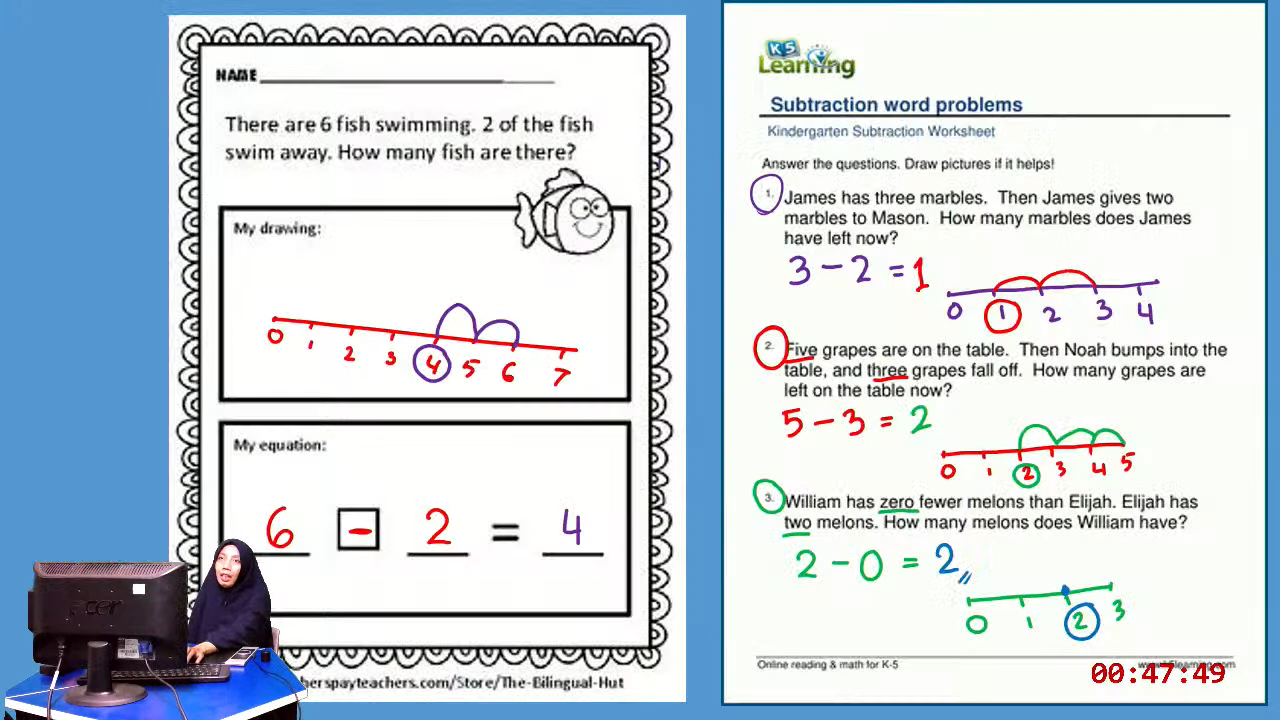 NAME
There are 6 fish swimming. 2 of the fish
swim away. How many fish are there?
My drawing:
0 1 2 3 4 5 6 7
My equation:
6 - 2 = 4
acer
berspayteachers.com/Store/The-Bilingual-Hut
K5
Learning
Subtraction word problems
Kindergarten Subtraction Worksheet
Answer the questions. Draw pictures if it helps!
1. James has three marbles. Then James gives two
marbles to Mason. How many marbles does James
have left now?
3 - 2 = 1
0 1 2 3 4
2. Five grapes are on the table. Then Noah bumps into the
table, and three grapes fall off. How many grapes are
left on the table now?
5 - 3 = 2
0 1 2 3 4 5
3. William has zero fewer melons than Elijah. Elijah has
two melons. How many melons does William have?
2 - 0 = 2
0 1 2 3
Online reading & math for K-5
www.k5learning.com
00:47:49